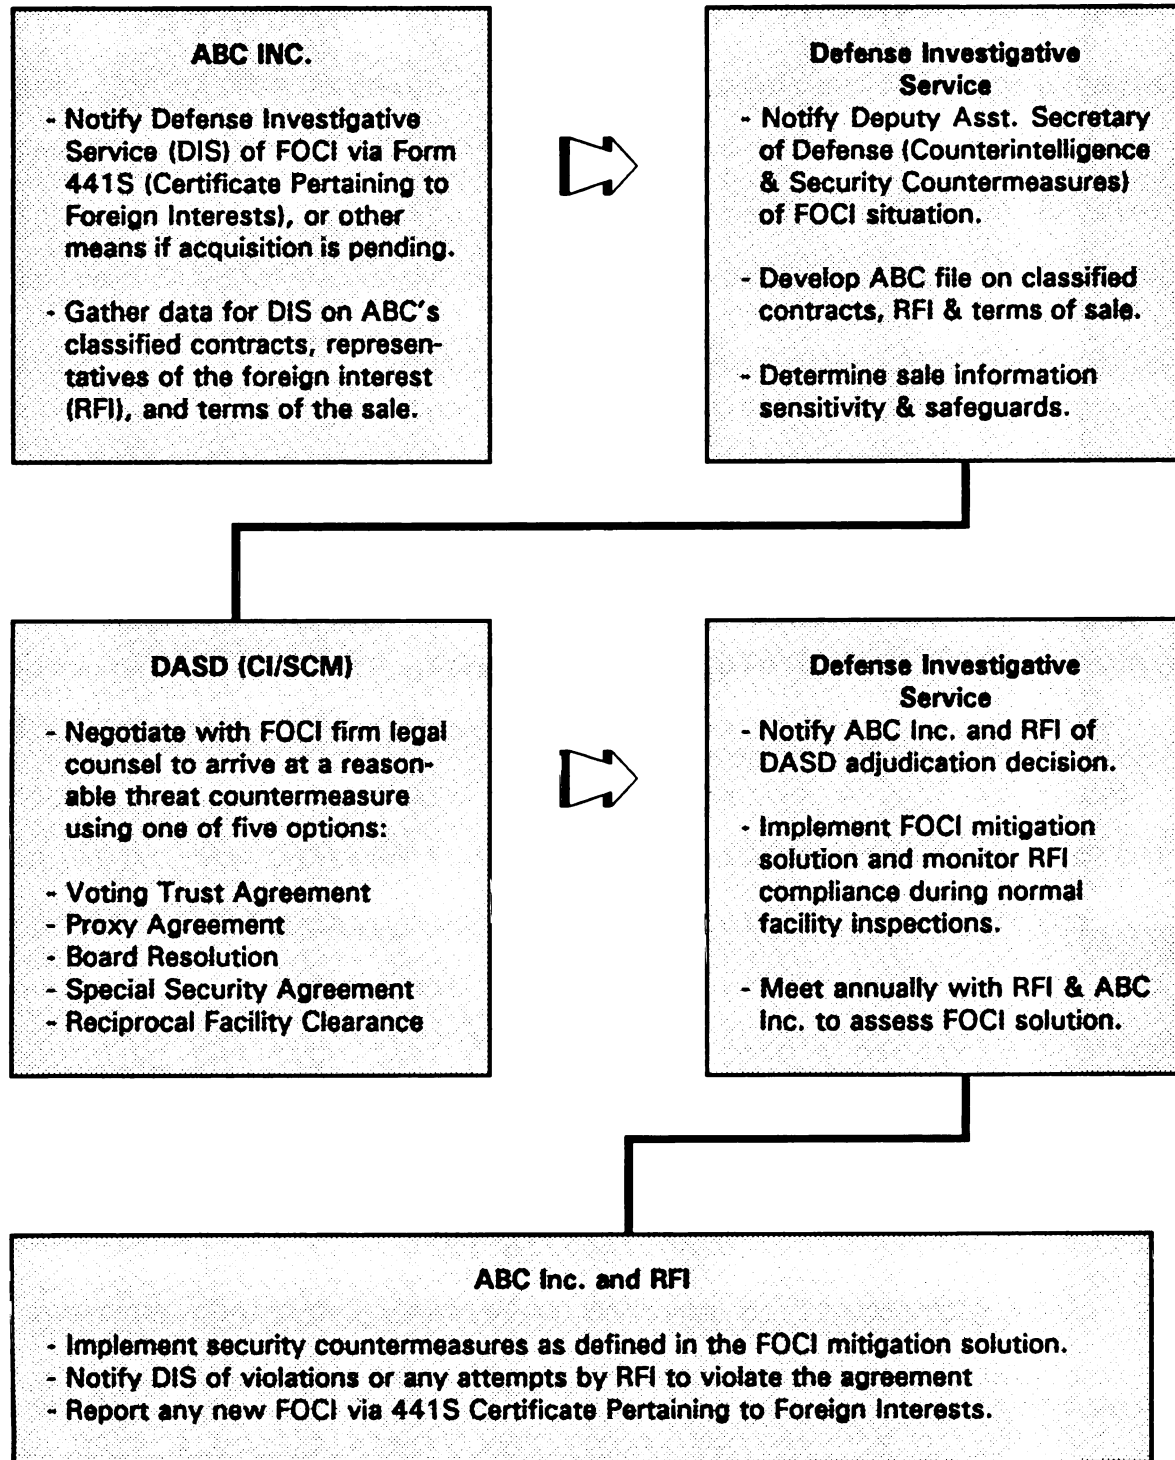 ABC INC.
- Notify Defense Investigative
Service (DIS) of FOCI via Form
441S (Certificate Pertaining to
Foreign Interests), or other
means if acquisition is pending.
- Gather data for DIS on ABC's
classified contracts, represen-
tatives of the foreign interest
(RFI), and terms of the sale.
Defense Investigative
Service
- Notify Deputy Asst. Secretary
of Defense (Counterintelligence
& Security Countermeasures)
of FOCI situation.
- Develop ABC file on classified
contracts, RFI & terms of sale.
- Determine sale information
sensitivity & safeguards.
DASD (CI/SCM)
- Negotiate with FOCI firm legal
counsel to arrive at a reason-
able threat countermeasure
using one of five options:
- Voting Trust Agreement
- Proxy Agreement
- Board Resolution
- Special Security Agreement
- Reciprocal Facility Clearance
Defense Investigative
Service
- Notify ABC Inc. and RFI of
DASD adjudication decision.
- Implement FOCI mitigation
solution and monitor RFI
compliance during normal
facility inspections.
- Meet annually with RFI & ABC
Inc. to assess FOCI solution.
ABC Inc. and RFI
- Implement security countermeasures as defined in the FOCI mitigation solution.
- Notify DIS of violations or any attempts by RFI to violate the agreement
- Report any new FOCI via 441S Certificate Pertaining to Foreign Interests.